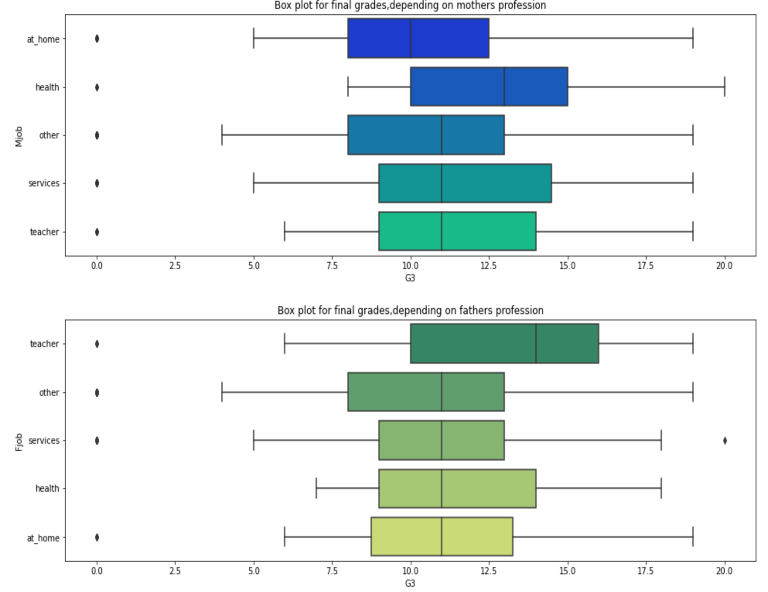 Box plot for final grades,depending on mothers profession
at_home
health
other
services
teacher
Mjob
0.0 2.5 5.0 7.5 10.0 12.5 15.0 17.5 20.0
G3
Box plot for final grades,depending on fathers profession
teacher
other
services
health
at_home
Fjob
0.0 2.5 5.0 7.5 10.0 12.5 15.0 17.5 20.0
G3